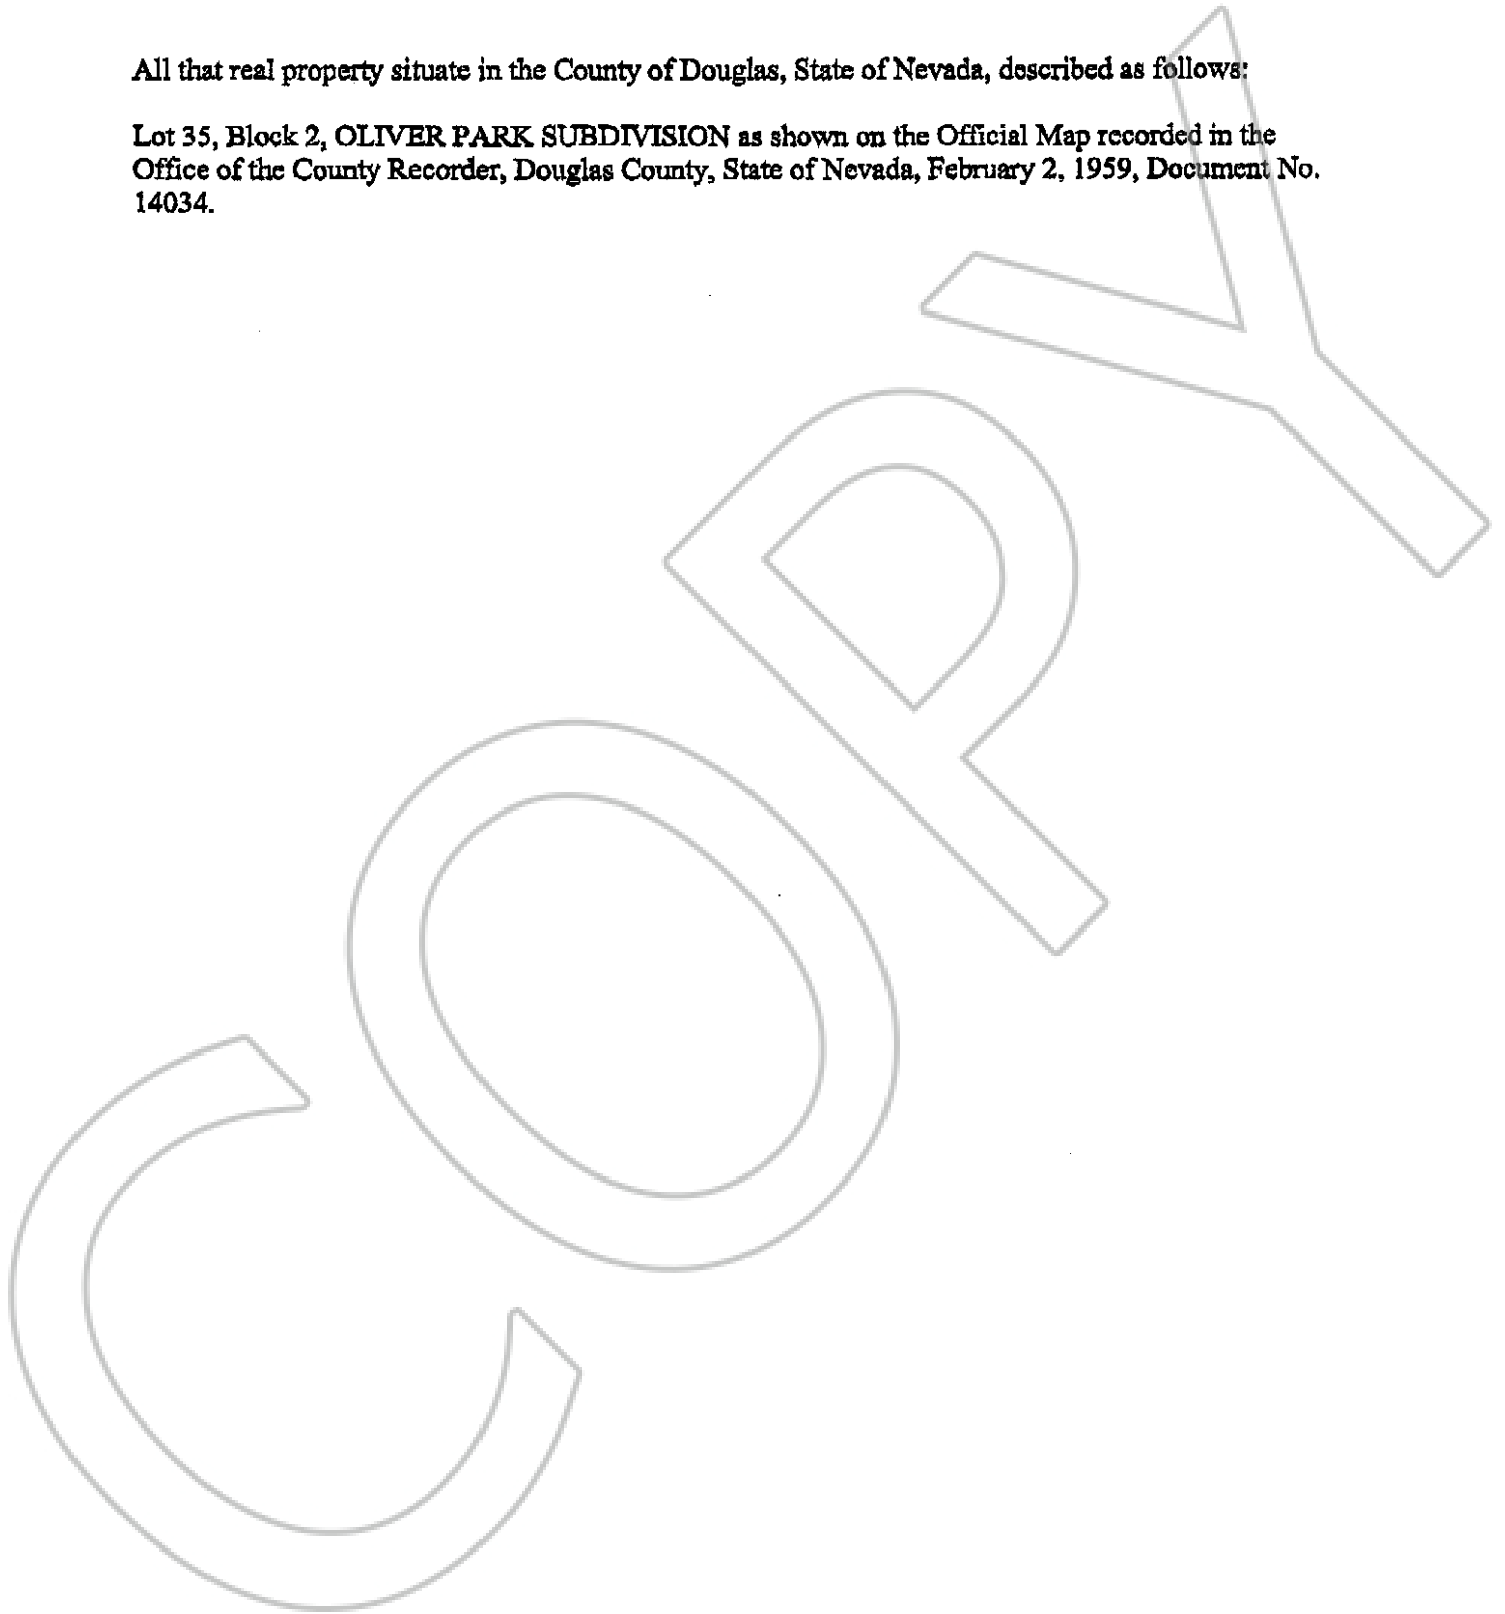 All that real property situate in the County of Douglas, State of Nevada, described as follows:
Lot 35, Block 2, OLIVER PARK SUBDIVISION as shown on the Official Map recorded in the
Office of the County Recorder, Douglas County, State of Nevada, February 2, 1959, Document No.
14034.
COPY